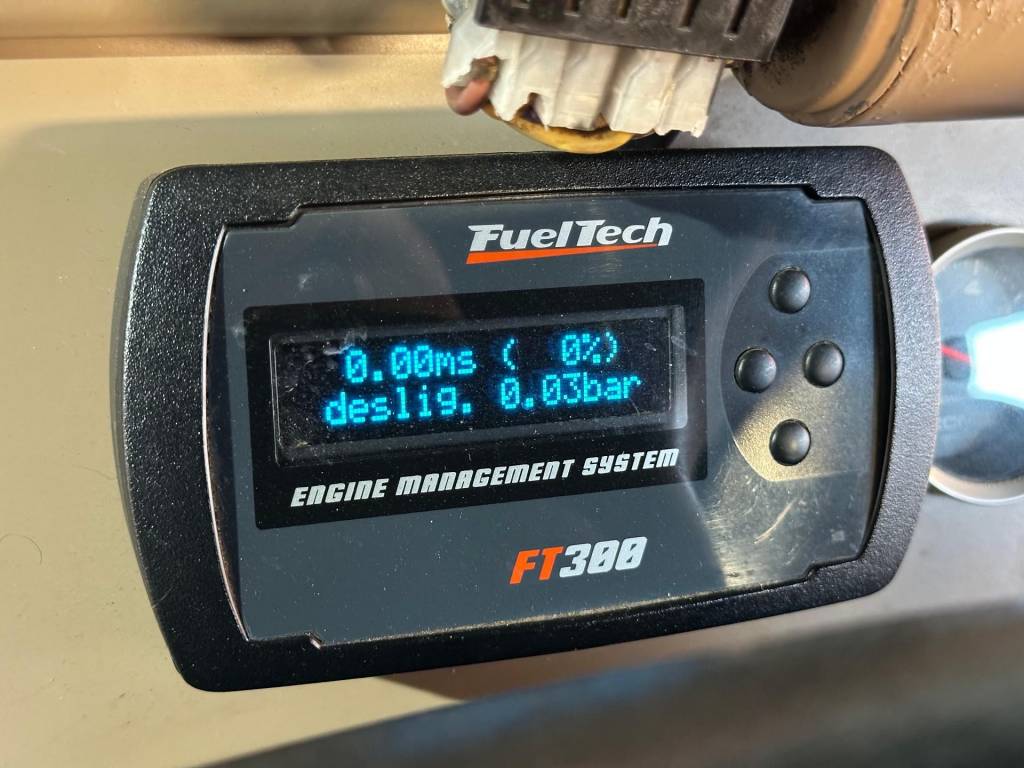 FuelTech
0.00ms ( 0%)
deslig. 0.03bar
ENGINE MANAGEMENT SYSTEM
FT300